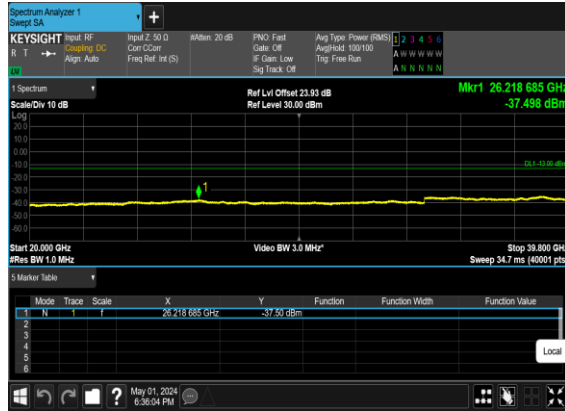 Spectrum Analyzer 1
Swept SA
KEYSIGHT Input: RF Input Z: 50 Ω #Atten: 20 dB PNO: Fast Avg Type: Power (RMS) 1 2 3 4 5 6
R T Coupling: DC Corr CCorr Gate: Off Avg|Hold: 100/100 A W W W W W
Align: Auto Freq Ref: Int (S) IF Gain: Low Trig: Free Run
LXI Sig Track: Off A N N N N N
1 Spectrum Ref Lvl Offset 23.93 dB Mkr1 26.218 685 GHz
Scale/Div 10 dB Ref Level 30.00 dBm -37.498 dBm
Log
20.0
10.0
0.00
-10.0 DL1 -13.00 dBm
-20.0
-30.0 1
-40.0
-50.0
-60.0
Start 20.000 GHz Video BW 3.0 MHz* Stop 39.800 GHz
#Res BW 1.0 MHz Sweep 34.7 ms (40001 pts)
5 Marker Table
Mode Trace Scale X Y Function Function Width Function Value
1 N 1 f 26.218 685 GHz -37.50 dBm
2
3
4
5
6
Local
? May 01, 2024
6:36:04 PM